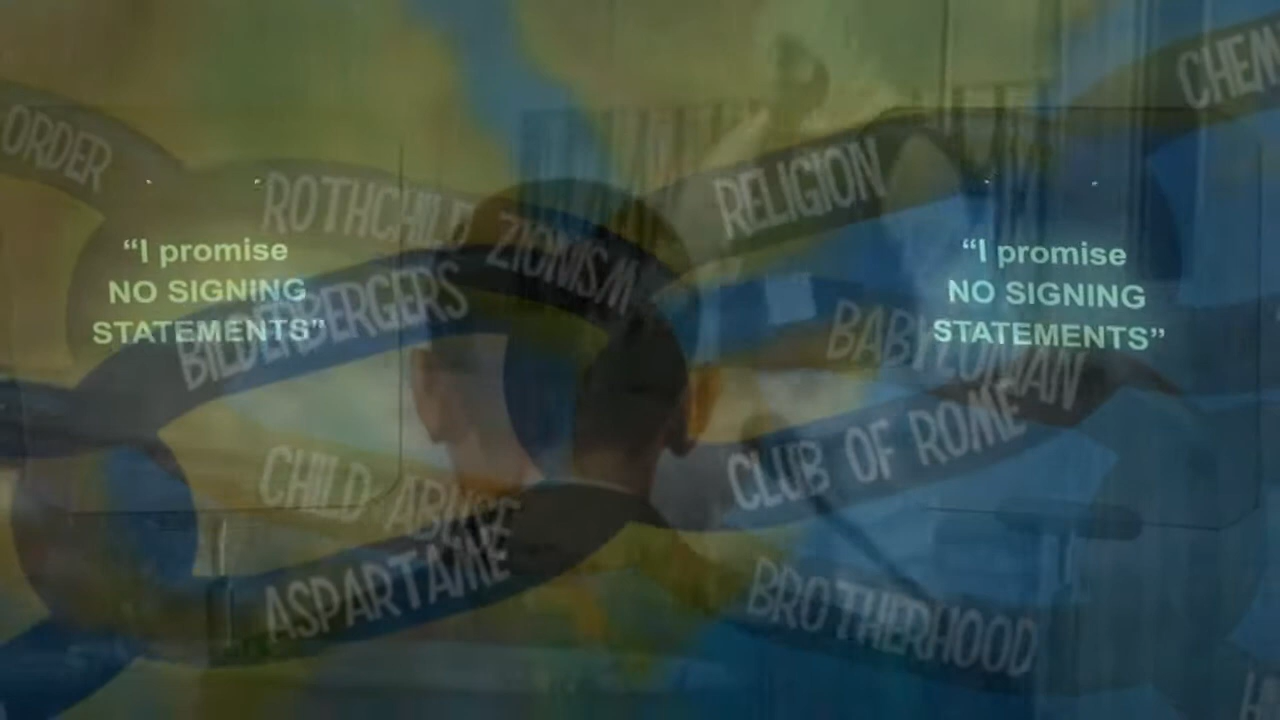 CHEM
ORDER
ROTHCHILD ZIONISM
RELIGION
“I promise
NO SIGNING
STATEMENTS”
“I promise
NO SIGNING
STATEMENTS”
BILDERBERGERS
BABYLONIAN
CLUB OF ROME
CHILD ABUSE
ASPARTAME
BROTHERHOOD